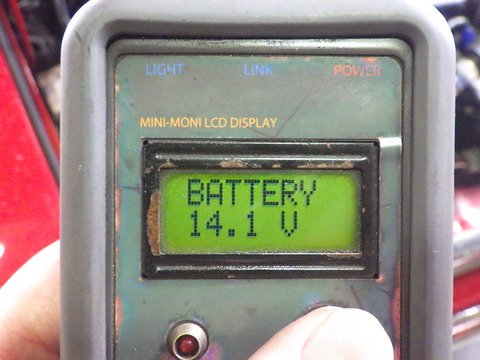 LIGHT LINK POWER
MINI-MONI LCD DISPLAY
BATTERY
14.1 V